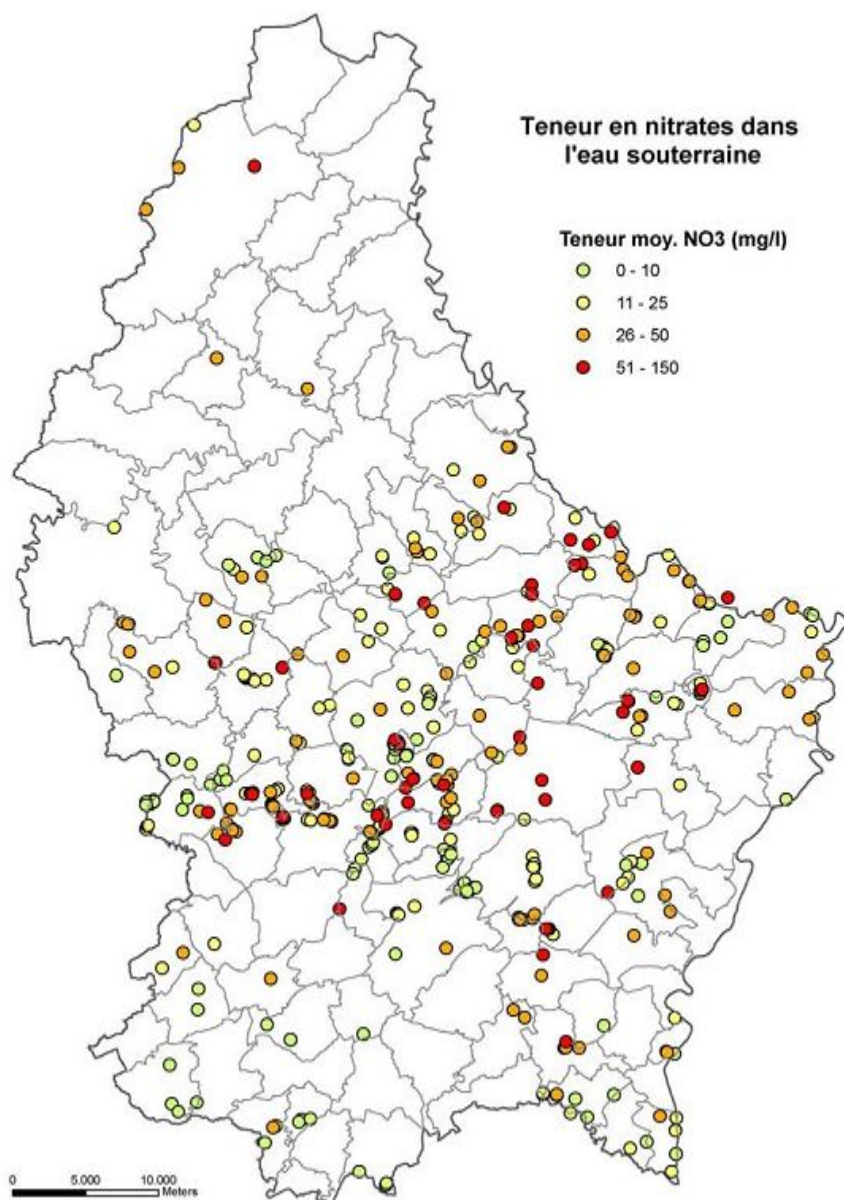 Teneur en nitrates dans
l'eau souterraine
Teneur moy. NO3 (mg/l)
0 - 10
11 - 25
26 - 50
51 - 150
0 5.000 10.000
Meters